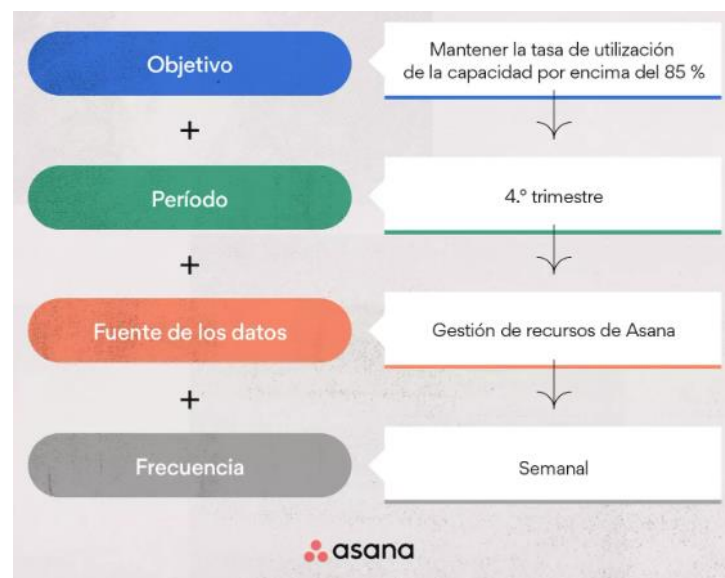 Objetivo
Mantener la tasa de utilización
de la capacidad por encima del 85 %
+
Período
4.º trimestre
+
Fuente de los datos
Gestión de recursos de Asana
+
Frecuencia
Semanal
asana